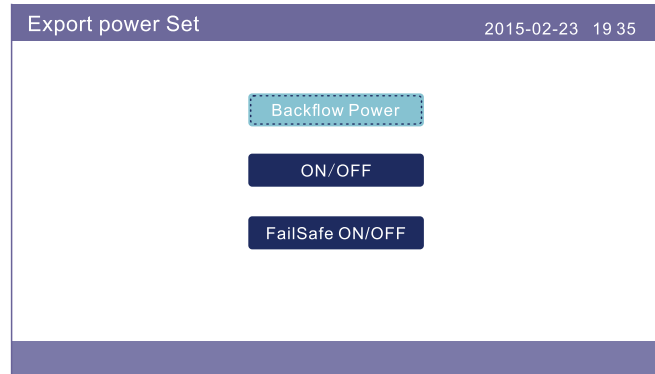 Export power Set
2015-02-23 19 35
Backflow Power
ON/OFF
FailSafe ON/OFF